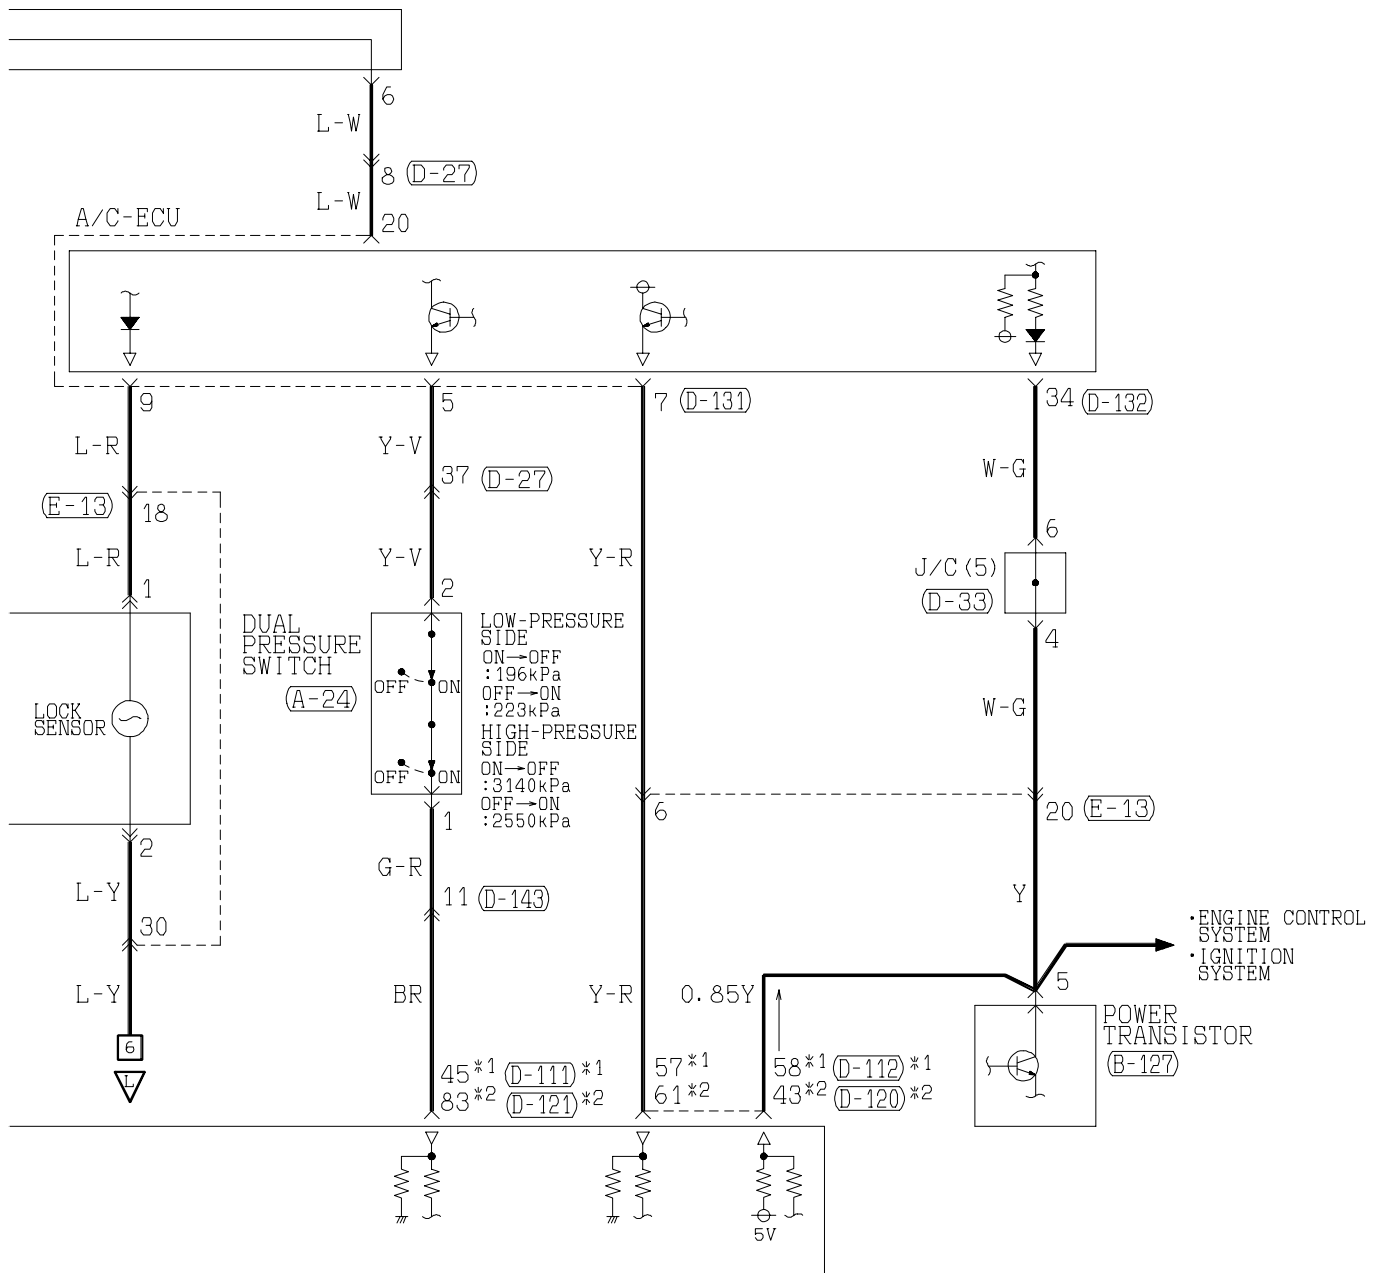 6
L-W
8 (D-27)
L-W
20
A/C-ECU
9
5
7 (D-131)
34 (D-132)
L-R
Y-V
W-G
37 (D-27)
(E-13) 18
6
L-R
Y-V
Y-R
J/C(5)
(D-33)
1
2
4
DUAL
PRESSURE
SWITCH
(A-24)
OFF ON
OFF ON
LOW-PRESSURE
SIDE
ON→OFF
:196kPa
OFF→ON
:223kPa
HIGH-PRESSURE
SIDE
ON→OFF
:3140kPa
OFF→ON
:2550kPa
LOCK
SENSOR
W-G
6
20 (E-13)
1
2
G-R
L-Y
Y
11 (D-143)
30
·ENGINE CONTROL
SYSTEM
·IGNITION
SYSTEM
L-Y
BR
Y-R
0.85Y
5
POWER
TRANSISTOR
(B-127)
6
L
45*1 (D-111)*1
83*2 (D-121)*2
57*1
61*2
58*1 (D-112)*1
43*2 (D-120)*2
5V